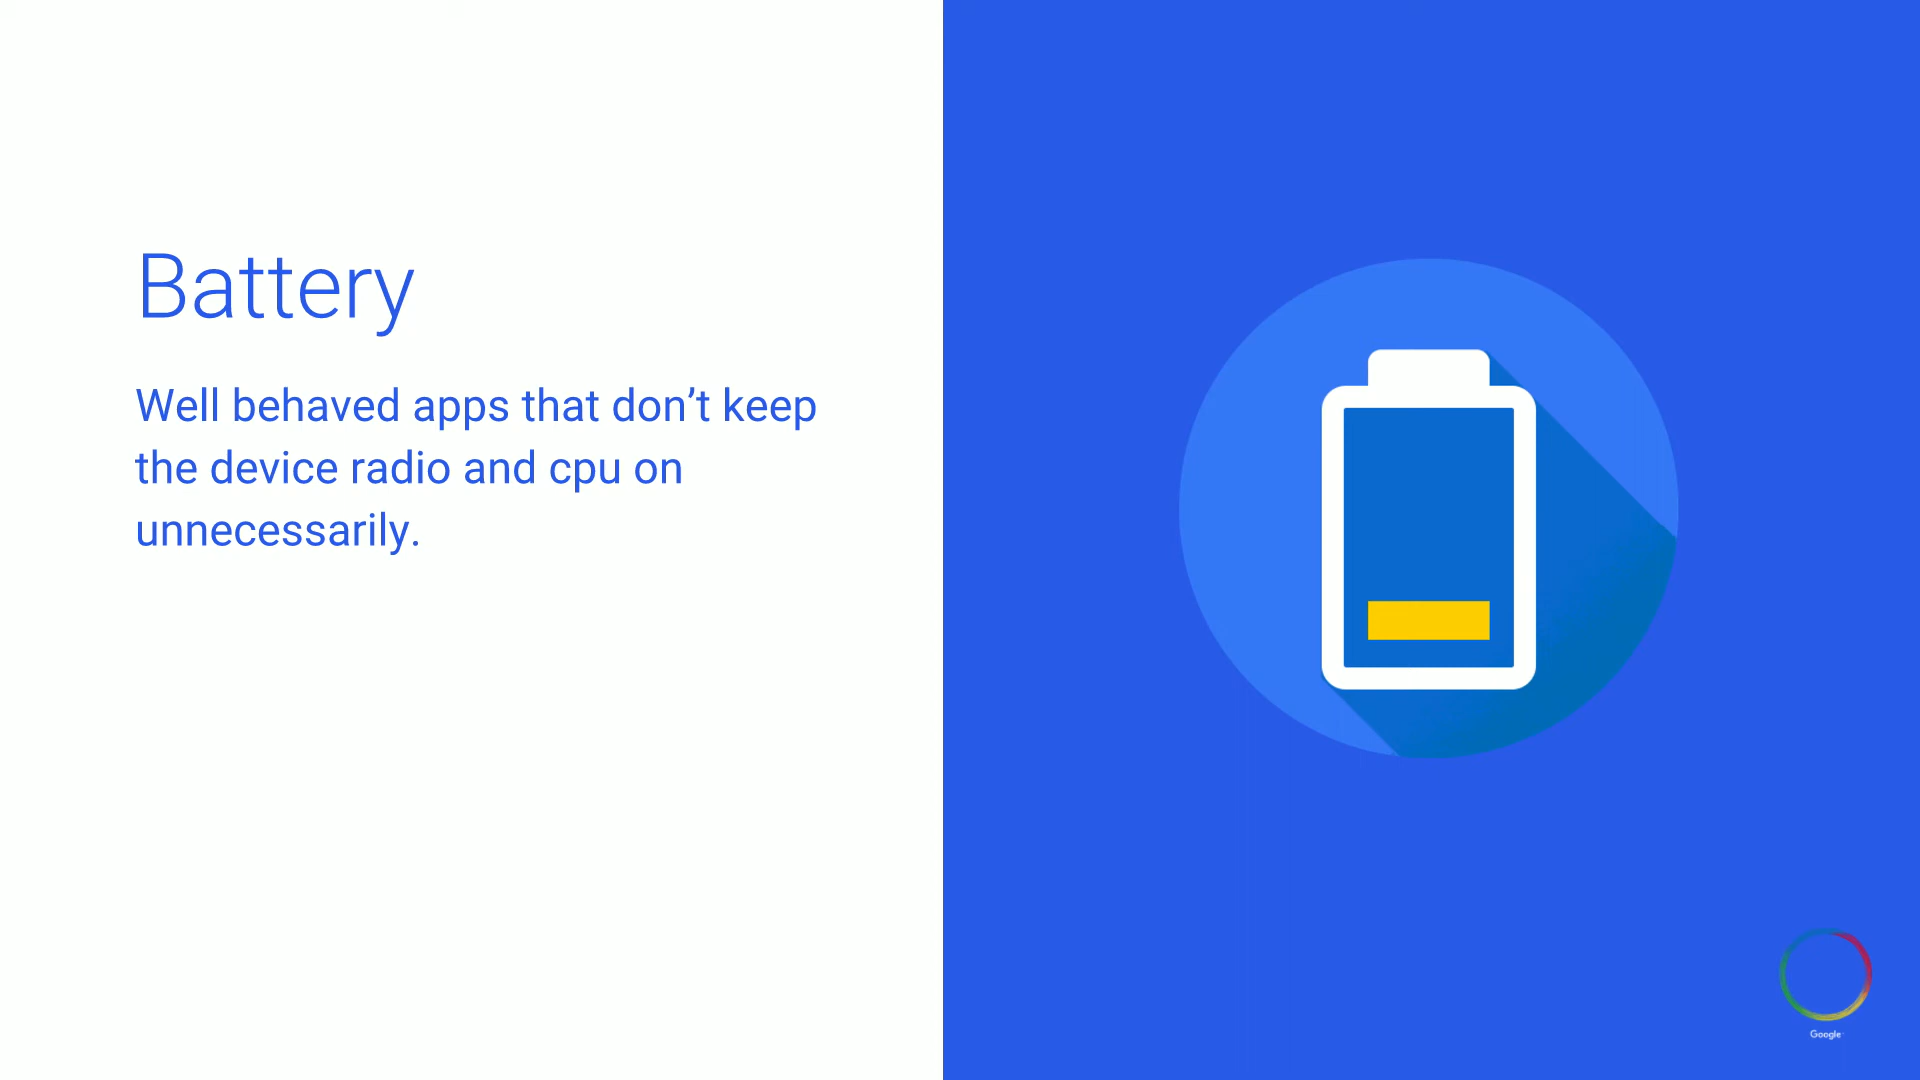 Battery
Well behaved apps that don’t keep
the device radio and cpu on
unnecessarily.
Google